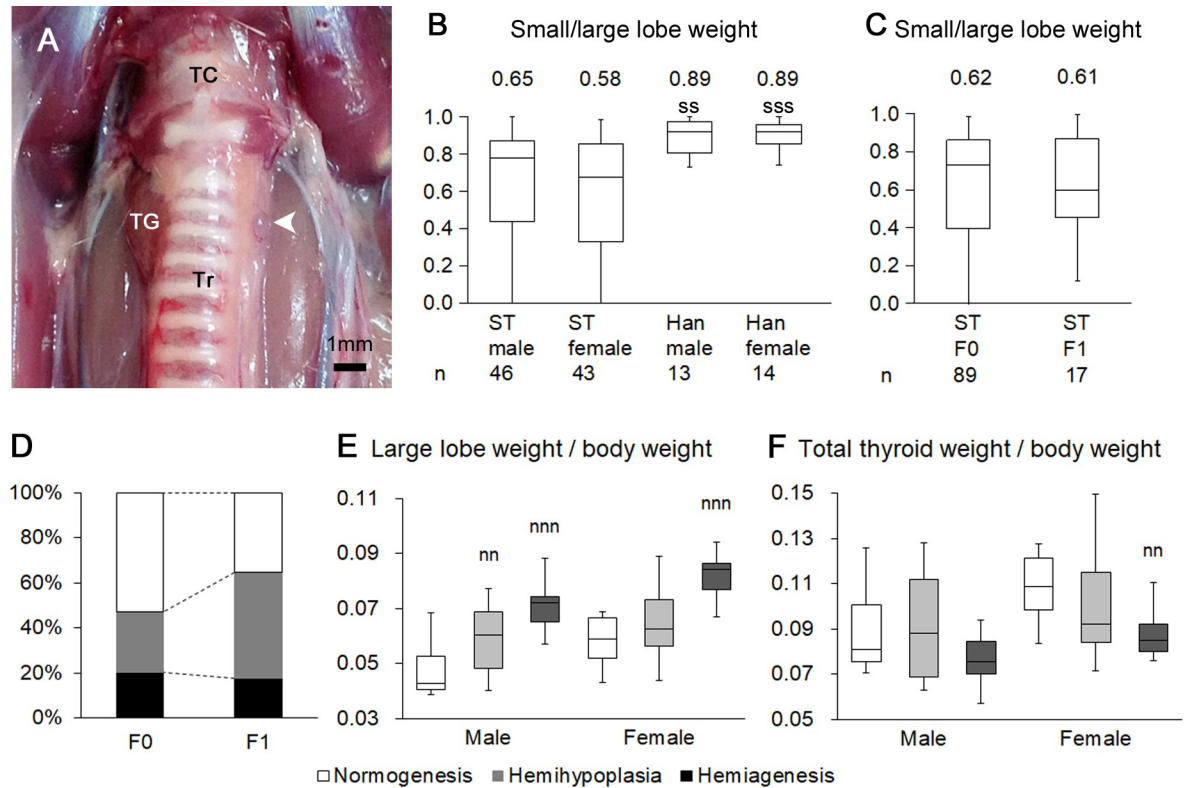 A
TC
TG
Tr
1mm
B
Small/large lobe weight
0.65 0.58 0.89 0.89
ss sss
1.0
0.8
0.6
0.4
0.2
0.0
ST ST Han Han
male female male female
n 46 43 13 14
C
Small/large lobe weight
0.62 0.61
1.0
0.8
0.6
0.4
0.2
0.0
ST ST
F0 F1
n 89 17
D
100%
80%
60%
40%
20%
0%
F0 F1
E Large lobe weight / body weight
0.11
0.09
0.07
0.05
0.03
nn nnn nnn
Male Female
F Total thyroid weight / body weight
0.15
0.13
0.11
0.09
0.07
0.05
nn
Male Female
Normogenesis Hemihypoplasia Hemiagenesis